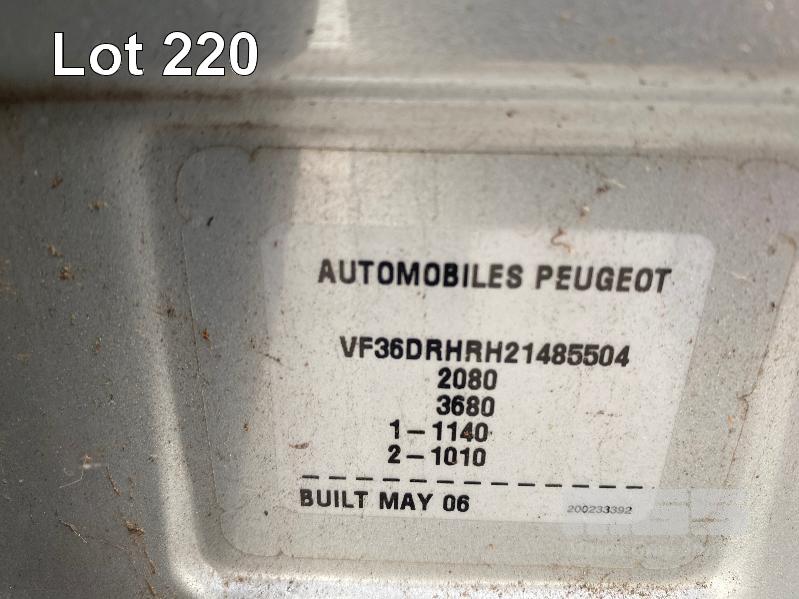 Lot 220
AUTOMOBILES PEUGEOT
VF36DRHRH21485504
2080
3680
1-1140
2-1010
BUILT MAY 06
200233392